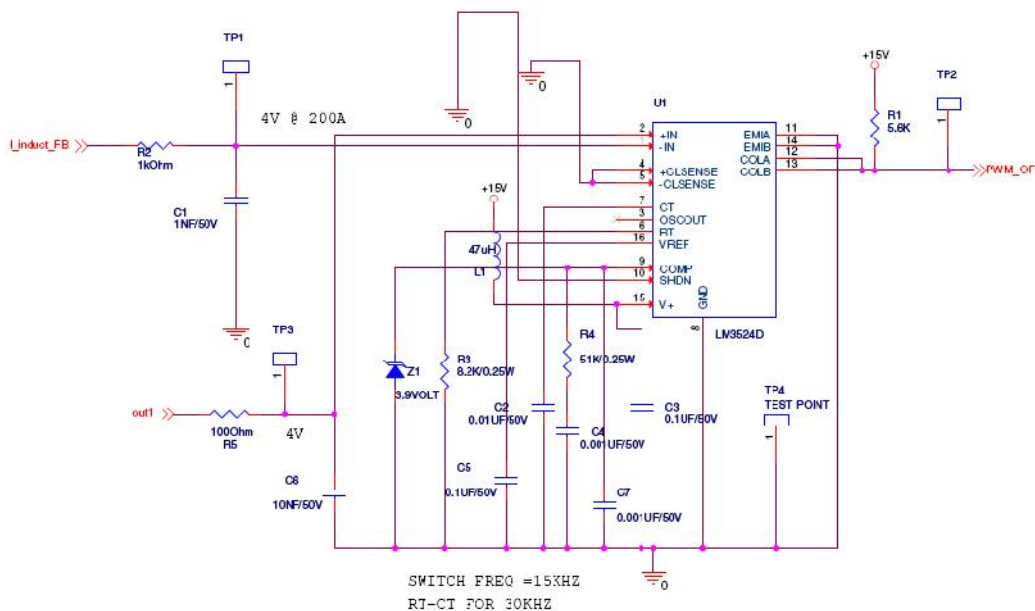 TP1
1
4V @ 200A
I_induct_FB
R2
1kOhm
C1
1NF/50V
0
0
0
+15V
47uH
L1
U1
2
+IN
-IN
4
+CLSENSE
5
-CLSENSE
7
CT
3
OSCOUT
6
RT
16
VREF
9
COMP
10
SHDN
15
V+
GND
8
LM3524D
EMIA
11
EMIB
14
COLA
12
COLB
13
+15V
R1
5.6K
TP2
1
TP3
1
out1
100Ohm
R5
4V
C6
10NF/50V
Z1
3.9VOLT
R3
8.2K/0.25W
R4
51K/0.25W
C2
0.01UF/50V
C4
0.001UF/50V
C3
0.1UF/50V
C5
0.1UF/50V
C7
0.001UF/50V
TP4
TEST POINT
1
0
SWITCH FREQ =15KHZ
RT-CT FOR 30KHZ